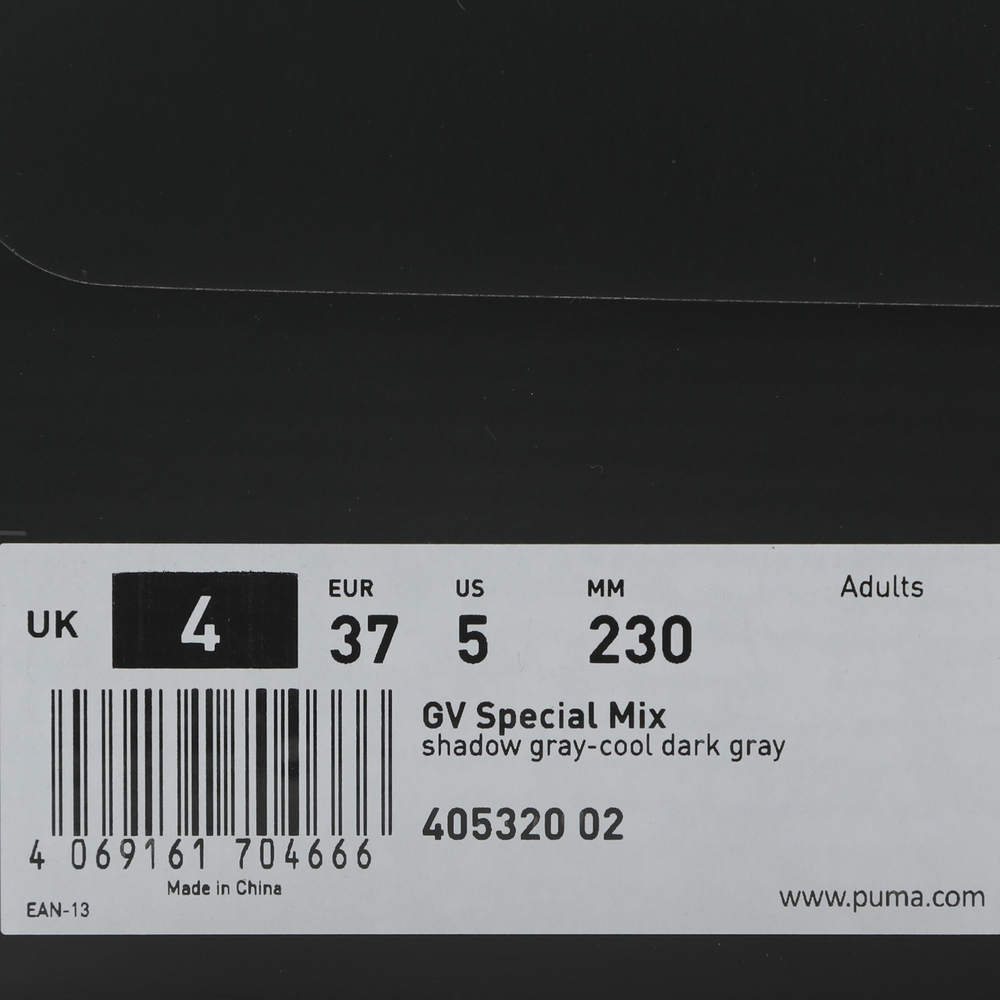 UK 4
EUR 37
US 5
MM 230
Adults
GV Special Mix
shadow gray-cool dark gray
405320 02
4 069161 704666
Made in China
EAN-13
www.puma.com